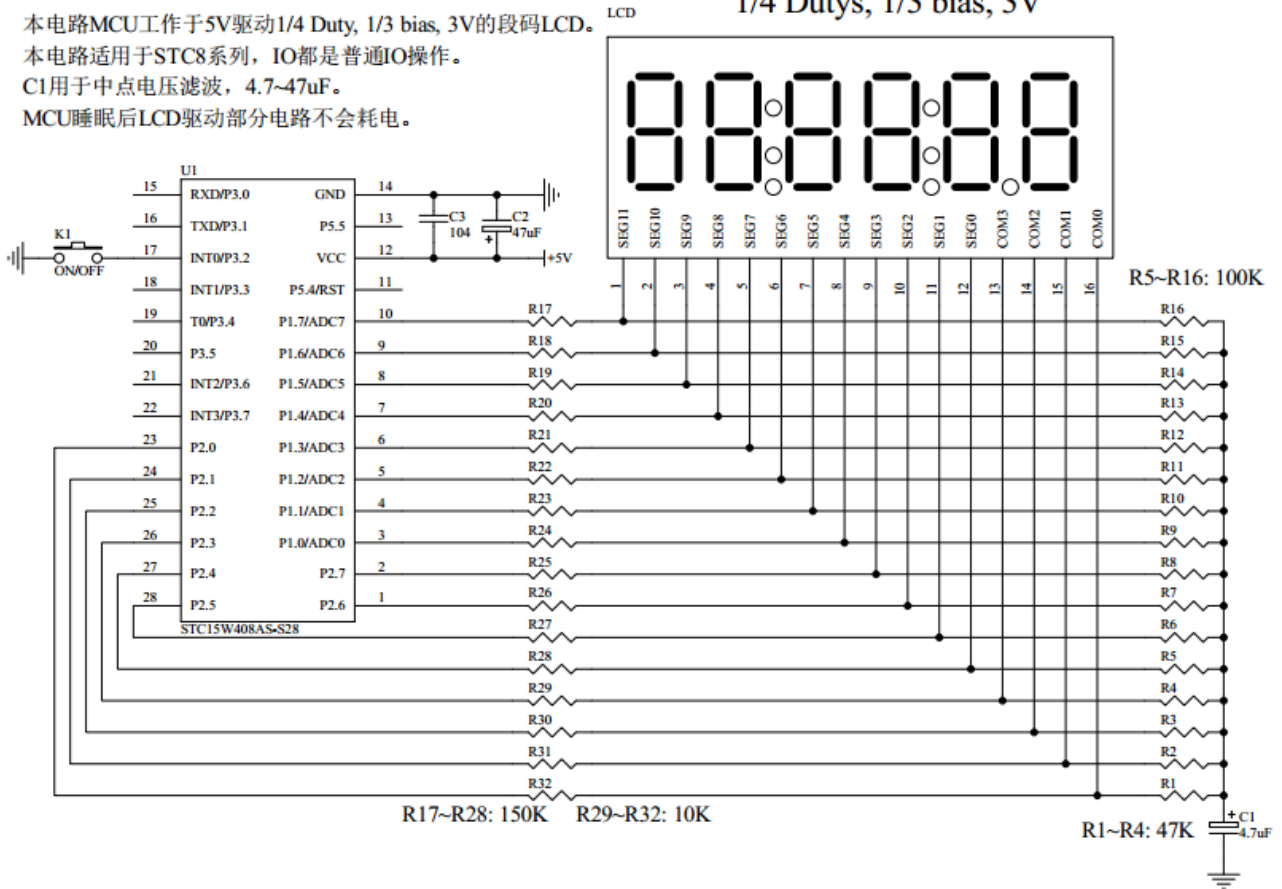 1/4 Dutys, 1/3 bias, 3V
本电路MCU工作于5V驱动1/4 Duty, 1/3 bias, 3V的段码LCD。
本电路适用于STC8系列，IO都是普通IO操作。
C1用于中点电压滤波，4.7~47uF。
MCU睡眠后LCD驱动部分电路不会耗电。
LCD
SEG11 SEG10 SEG9 SEG8 SEG7 SEG6 SEG5 SEG4 SEG3 SEG2 SEG1 SEG0 COM3 COM2 COM1 COM0
1 2 3 4 5 6 7 8 9 10 11 12 13 14 15 16
U1
15 RXD/P3.0 GND 14
16 TXD/P3.1 P5.5 13
17 INT0/P3.2 VCC 12
18 INT1/P3.3 P5.4/RST 11
19 T0/P3.4 P1.7/ADC7 10
20 P3.5 P1.6/ADC6 9
21 INT2/P3.6 P1.5/ADC5 8
22 INT3/P3.7 P1.4/ADC4 7
23 P2.0 P1.3/ADC3 6
24 P2.1 P1.2/ADC2 5
25 P2.2 P1.1/ADC1 4
26 P2.3 P1.0/ADC0 3
27 P2.4 P2.7 2
28 P2.5 P2.6 1
STC15W408AS-S28
K1
ON/OFF
C3
104
C2
+
47uF
+5V
R5~R16: 100K
R17 R16
R18 R15
R19 R14
R20 R13
R21 R12
R22 R11
R23 R10
R24 R9
R25 R8
R26 R7
R27 R6
R28 R5
R29 R4
R30 R3
R31 R2
R32 R1
R17~R28: 150K R29~R32: 10K
R1~R4: 47K
+
C1
4.7uF